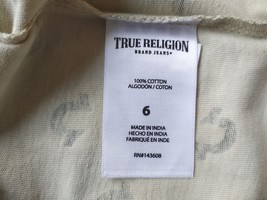 TRUE RELIGION
BRAND JEANS
100% COTTON
ALGODÓN / COTON
6
MADE IN INDIA
HECHO EN INDIA
FABRIQUÉ EN INDE
RN#143608